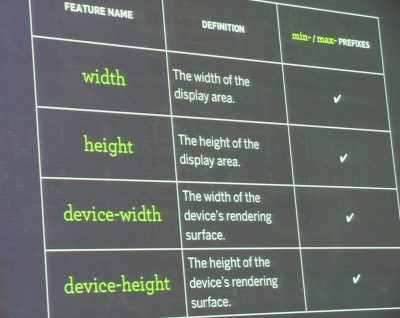 FEATURE NAME DEFINITION min- / max- PREFIXES
width The width of the
display area. ✔
height The height of the
display area. ✔
device-width The width of the
device's rendering
surface. ✔
device-height The height of the
device's rendering
surface. ✔